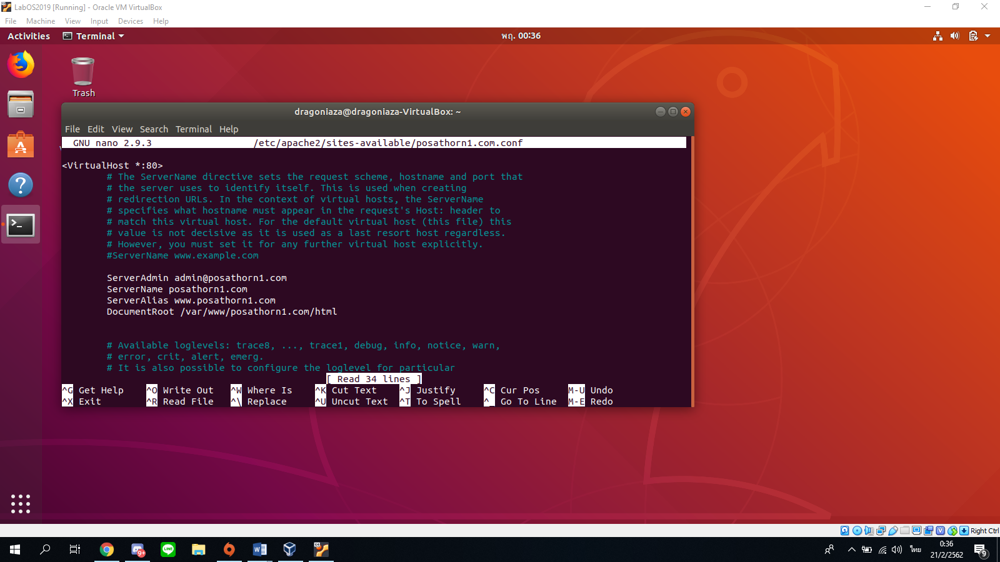 LabOS2019 [Running] - Oracle VM VirtualBox
File Machine View Input Devices Help
Activities Terminal พฤ. 00:36
Trash
dragoniaza@dragoniaza-VirtualBox: ~
File Edit View Search Terminal Help
GNU nano 2.9.3 /etc/apache2/sites-available/posathorn1.com.conf
<VirtualHost *:80>
# The ServerName directive sets the request scheme, hostname and port that
# the server uses to identify itself. This is used when creating
# redirection URLs. In the context of virtual hosts, the ServerName
# specifies what hostname must appear in the request's Host: header to
# match this virtual host. For the default virtual host (this file) this
# value is not decisive as it is used as a last resort host regardless.
# However, you must set it for any further virtual host explicitly.
#ServerName www.example.com
ServerAdmin admin@posathorn1.com
ServerName posathorn1.com
ServerAlias www.posathorn1.com
DocumentRoot /var/www/posathorn1.com/html
# Available loglevels: trace8, ..., trace1, debug, info, notice, warn,
# error, crit, alert, emerg.
# It is also possible to configure the loglevel for particular
[ Read 34 lines ]
^G Get Help ^O Write Out ^W Where Is ^K Cut Text ^J Justify ^C Cur Pos M-U Undo
^X Exit ^R Read File ^\ Replace ^U Uncut Text ^T To Spell ^_ Go To Line M-E Redo
Right Ctrl
9+
ไทย
0:36
21/2/2562
9